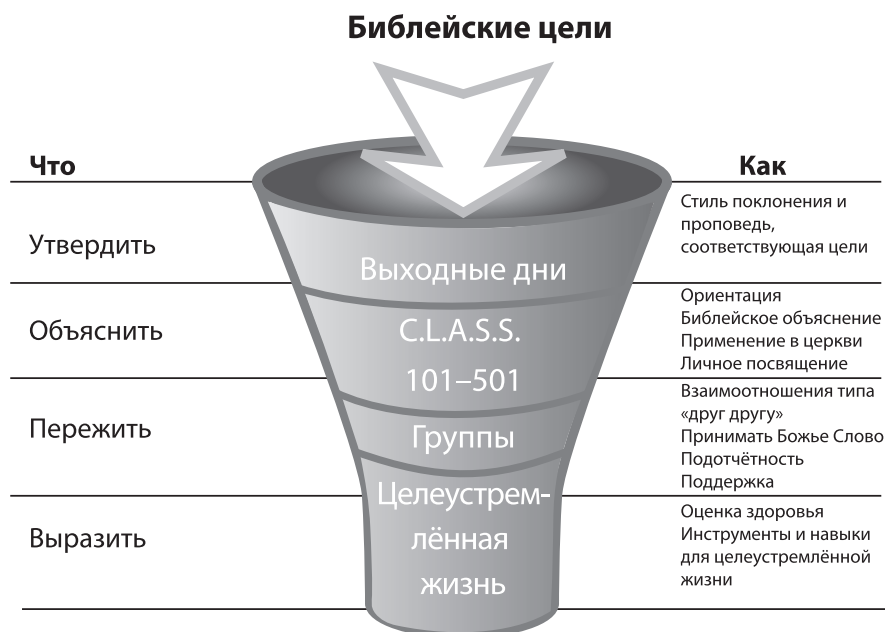 Библейские цели
Что
Как
Утвердить
Выходные дни
Стиль поклонения и
проповедь,
соответствующая цели
Объяснить
C.L.A.S.S.
101–501
Ориентация
Библейское объяснение
Применение в церкви
Личное посвящение
Пережить
Группы
Взаимоотношения типа
«друг другу»
Принимать Божье Слово
Подотчётность
Поддержка
Выразить
Целеустрем-
лённая
жизнь
Оценка здоровья
Инструменты и навыки
для целеустремлённой
жизни